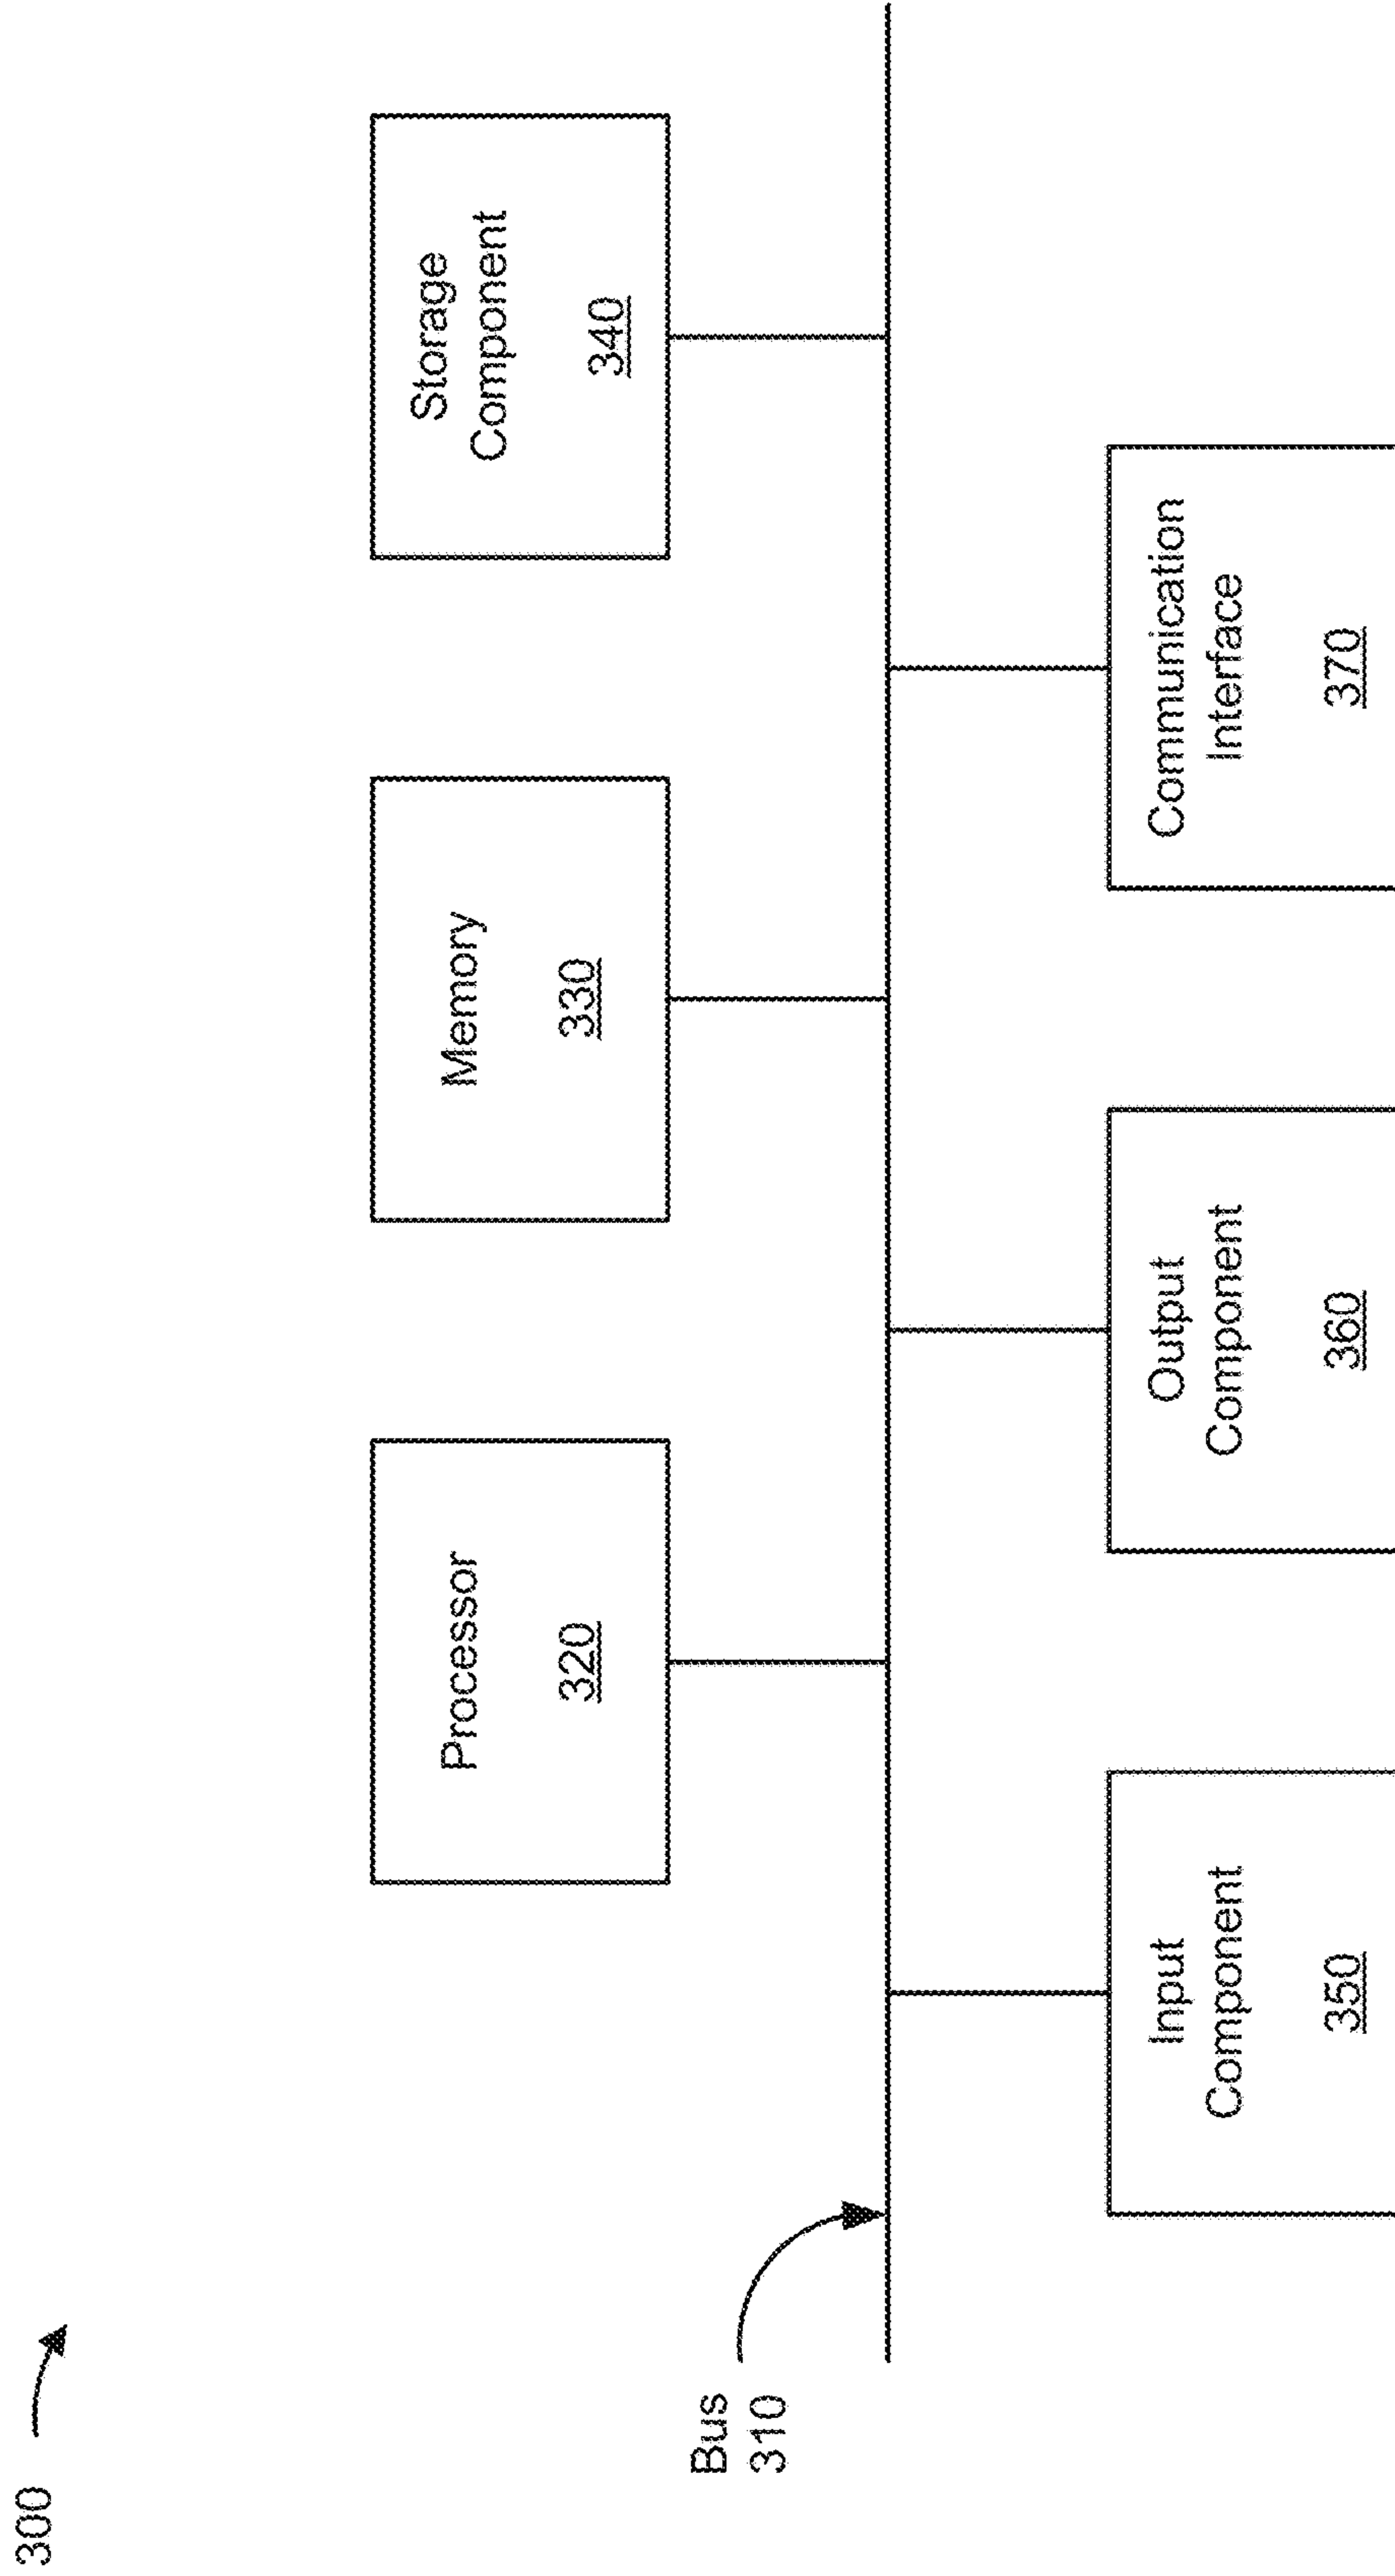 300
Bus
310
Processor
320
Memory
330
Storage
Component
340
Input
Component
350
Output
Component
360
Communication
Interface
370